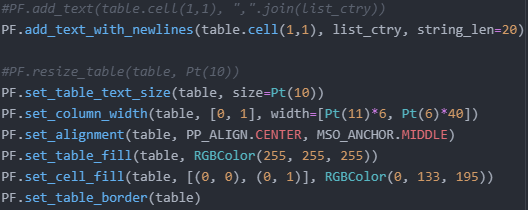 #PF.add_text(table.cell(1,1), ",".join(list_ctry))
PF.add_text_with_newlines(table.cell(1,1), list_ctry, string_len=20)
#PF.resize_table(table, Pt(10))
PF.set_table_text_size(table, size=Pt(10))
PF.set_column_width(table, [0, 1], width=[Pt(11)*6, Pt(6)*40])
PF.set_alignment(table, PP_ALIGN.CENTER, MSO_ANCHOR.MIDDLE)
PF.set_table_fill(table, RGBColor(255, 255, 255))
PF.set_cell_fill(table, [(0, 0), (0, 1)], RGBColor(0, 133, 195))
PF.set_table_border(table)